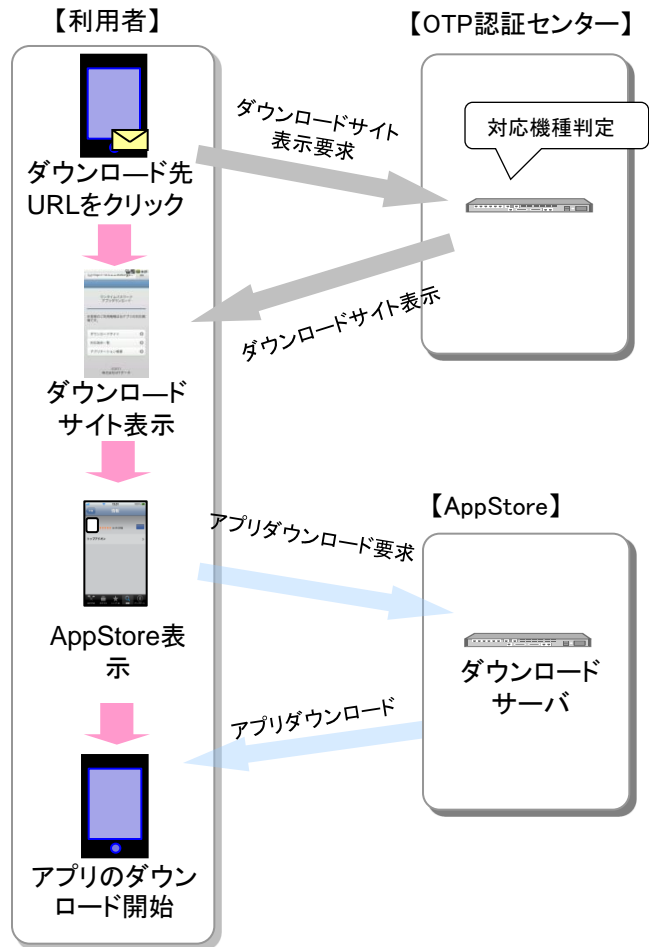 【利用者】
【OTP認証センター】
対応機種判定
ダウンロードサイト
表示要求
ダウンロード先
URLをクリック
ダウンロードサイト表示
ダウンロード
サイト表示
【AppStore】
アプリダウンロード要求
AppStore表
示
ダウンロード
サーバ
アプリダウンロード
アプリのダウン
ロード開始